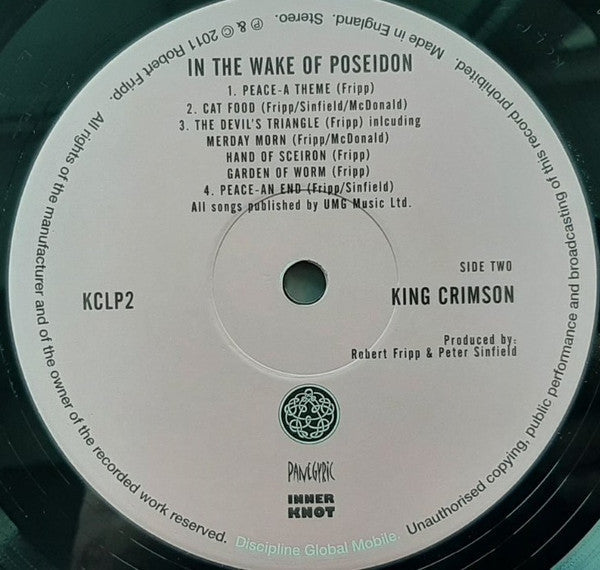 IN THE WAKE OF POSEIDON
1. PEACE-A THEME (Fripp)
2. CAT FOOD (Fripp/Sinfield/McDonald)
3. THE DEVIL'S TRIANGLE (Fripp) inlcuding
MERDAY MORN (Fripp/McDonald)
HAND OF SCEIRON (Fripp)
GARDEN OF WORM (Fripp)
4. PEACE-AN END (Fripp/Sinfield)
All songs published by UMG Music Ltd.
SIDE TWO
KCLP2
KING CRIMSON
Produced by:
Robert Fripp & Peter Sinfield
PANEGYRIC
INNER
KNOT
℗ & © 2011 Robert Fripp. All rights of the manufacturer and of the owner of the recorded work reserved. Discipline Global Mobile. Unauthorised copying, public performance and broadcasting of this record prohibited. Made in England. Stereo.